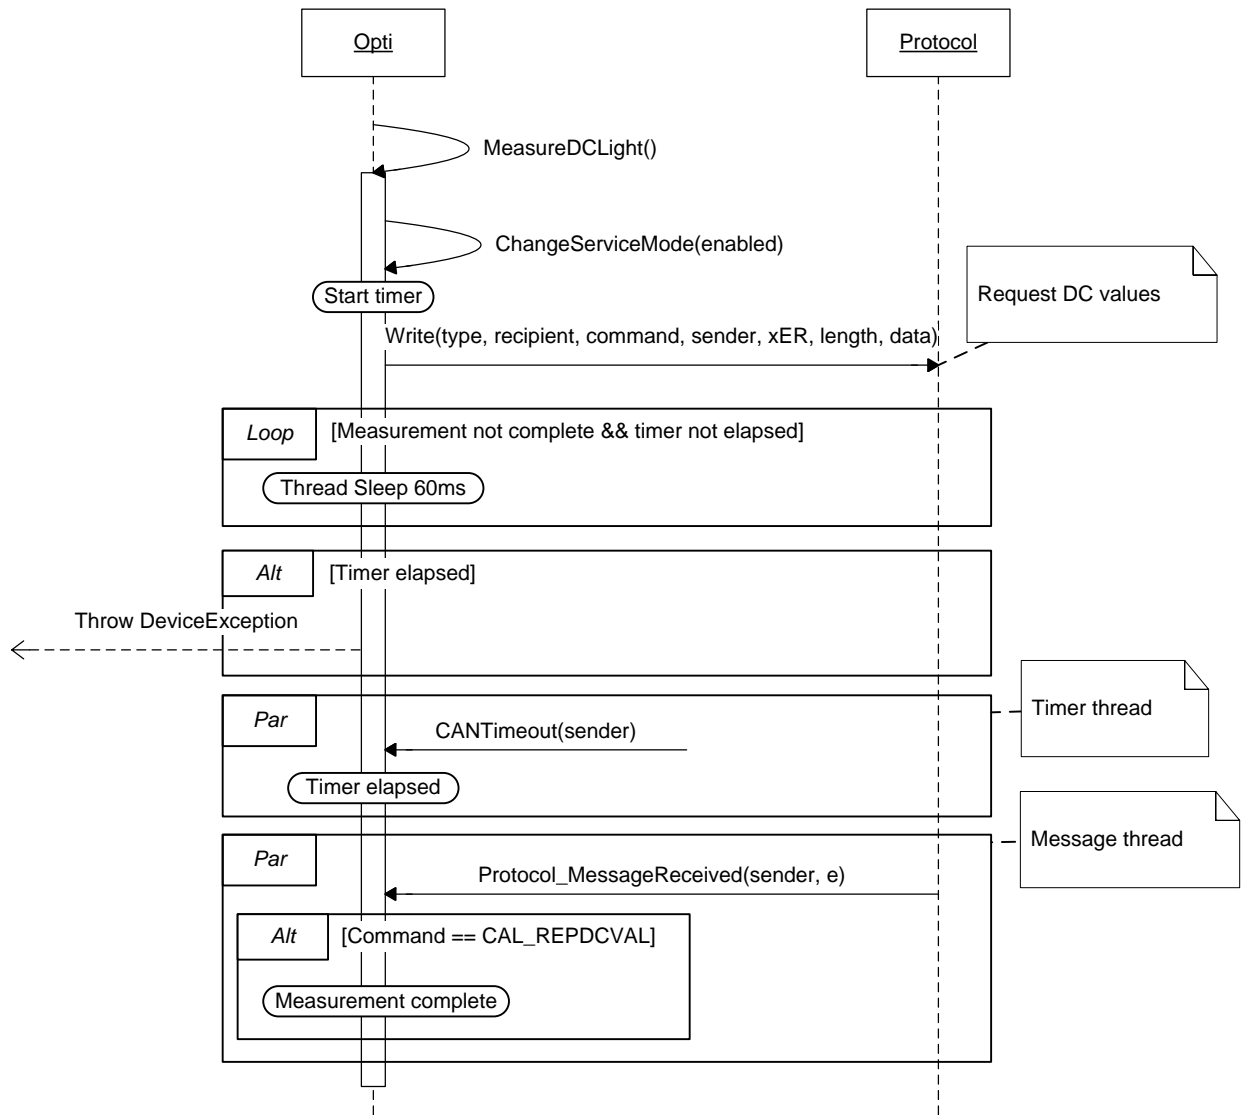 Opti
Protocol
MeasureDCLight()
ChangeServiceMode(enabled)
Start timer
Request DC values
Write(type, recipient, command, sender, xER, length, data)
Loop
[Measurement not complete && timer not elapsed]
Thread Sleep 60ms
Alt
[Timer elapsed]
Throw DeviceException
Par
Timer thread
CANTimeout(sender)
Timer elapsed
Par
Message thread
Protocol_MessageReceived(sender, e)
Alt
[Command == CAL_REPDCVAL]
Measurement complete